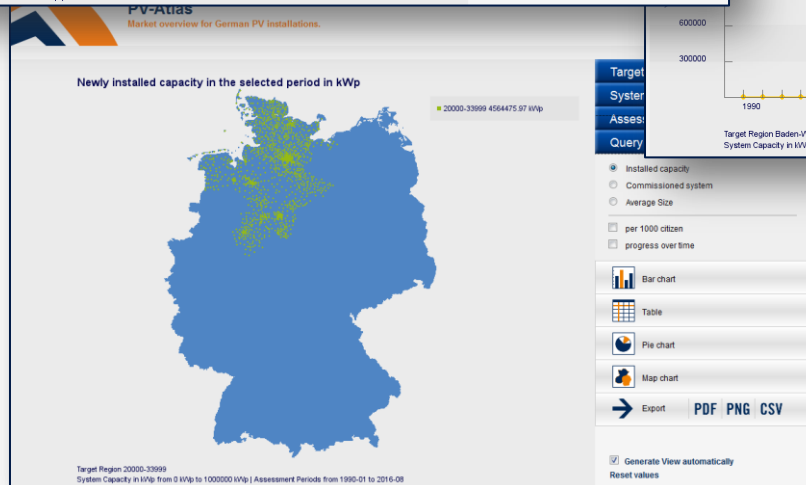 PV-Atlas
Market overview for German PV installations.
600000
300000
1990
Target Region Baden-W
System Capacity in kW
Newly installed capacity in the selected period in kWp
20000-33999 4564475.97 kWp
Target
System
Assess
Query
Installed capacity
Commissioned system
Average Size
per 1000 citizen
progress over time
Bar chart
Table
Pie chart
Map chart
Export PDF PNG CSV
Generate View automatically
Reset values
Target Region 20000-33999
System Capacity in kWp from 0 kWp to 1000000 kWp | Assessment Periods from 1990-01 to 2016-08